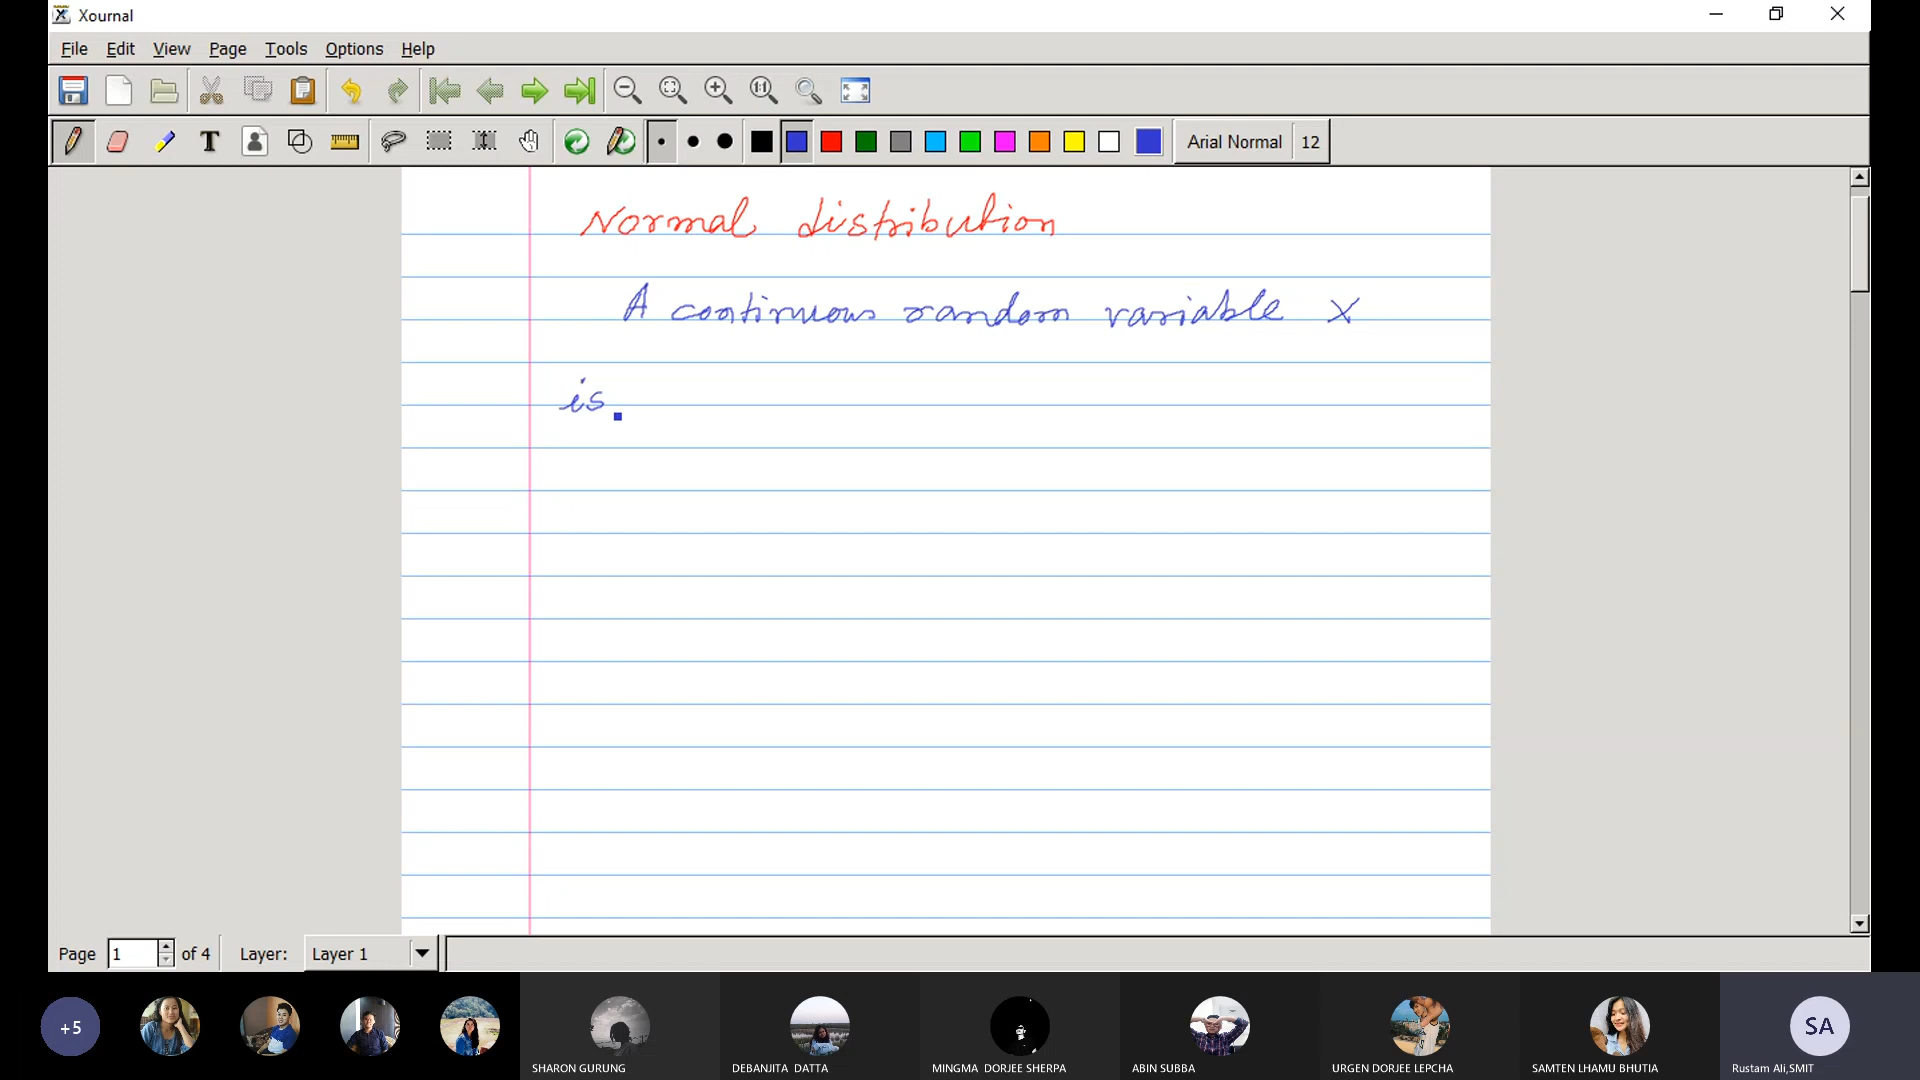 Xournal
File Edit View Page Tools Options Help
T Arial Normal 12
Normal distribution
A continuous random variable X
is
Page 1 of 4 Layer: Layer 1
+5 SA
SHARON GURUNG DEBANJITA DATTA MINGMA DORJEE SHERPA ABIN SUBBA URGEN DORJEE LEPCHA SAMTEN LHAMU BHUTIA Rustam Ali,SMIT